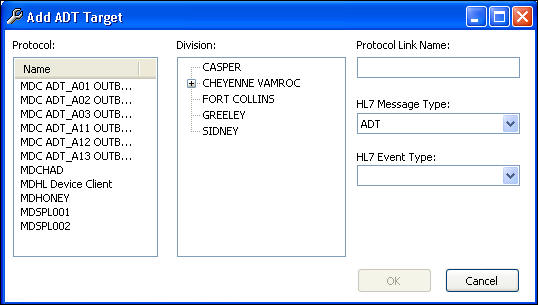 Add ADT Target
Protocol:
Name
MDC ADT_A01 OUTB...
MDC ADT_A02 OUTB...
MDC ADT_A03 OUTB...
MDC ADT_A11 OUTB...
MDC ADT_A12 OUTB...
MDC ADT_A13 OUTB...
MDCHAD
MDHL Device Client
MDHONEY
MDSPL001
MDSPL002
Division:
CASPER
CHEYENNE VAMROC
FORT COLLINS
GREELEY
SIDNEY
Protocol Link Name:
HL7 Message Type:
ADT
HL7 Event Type:
OK
Cancel